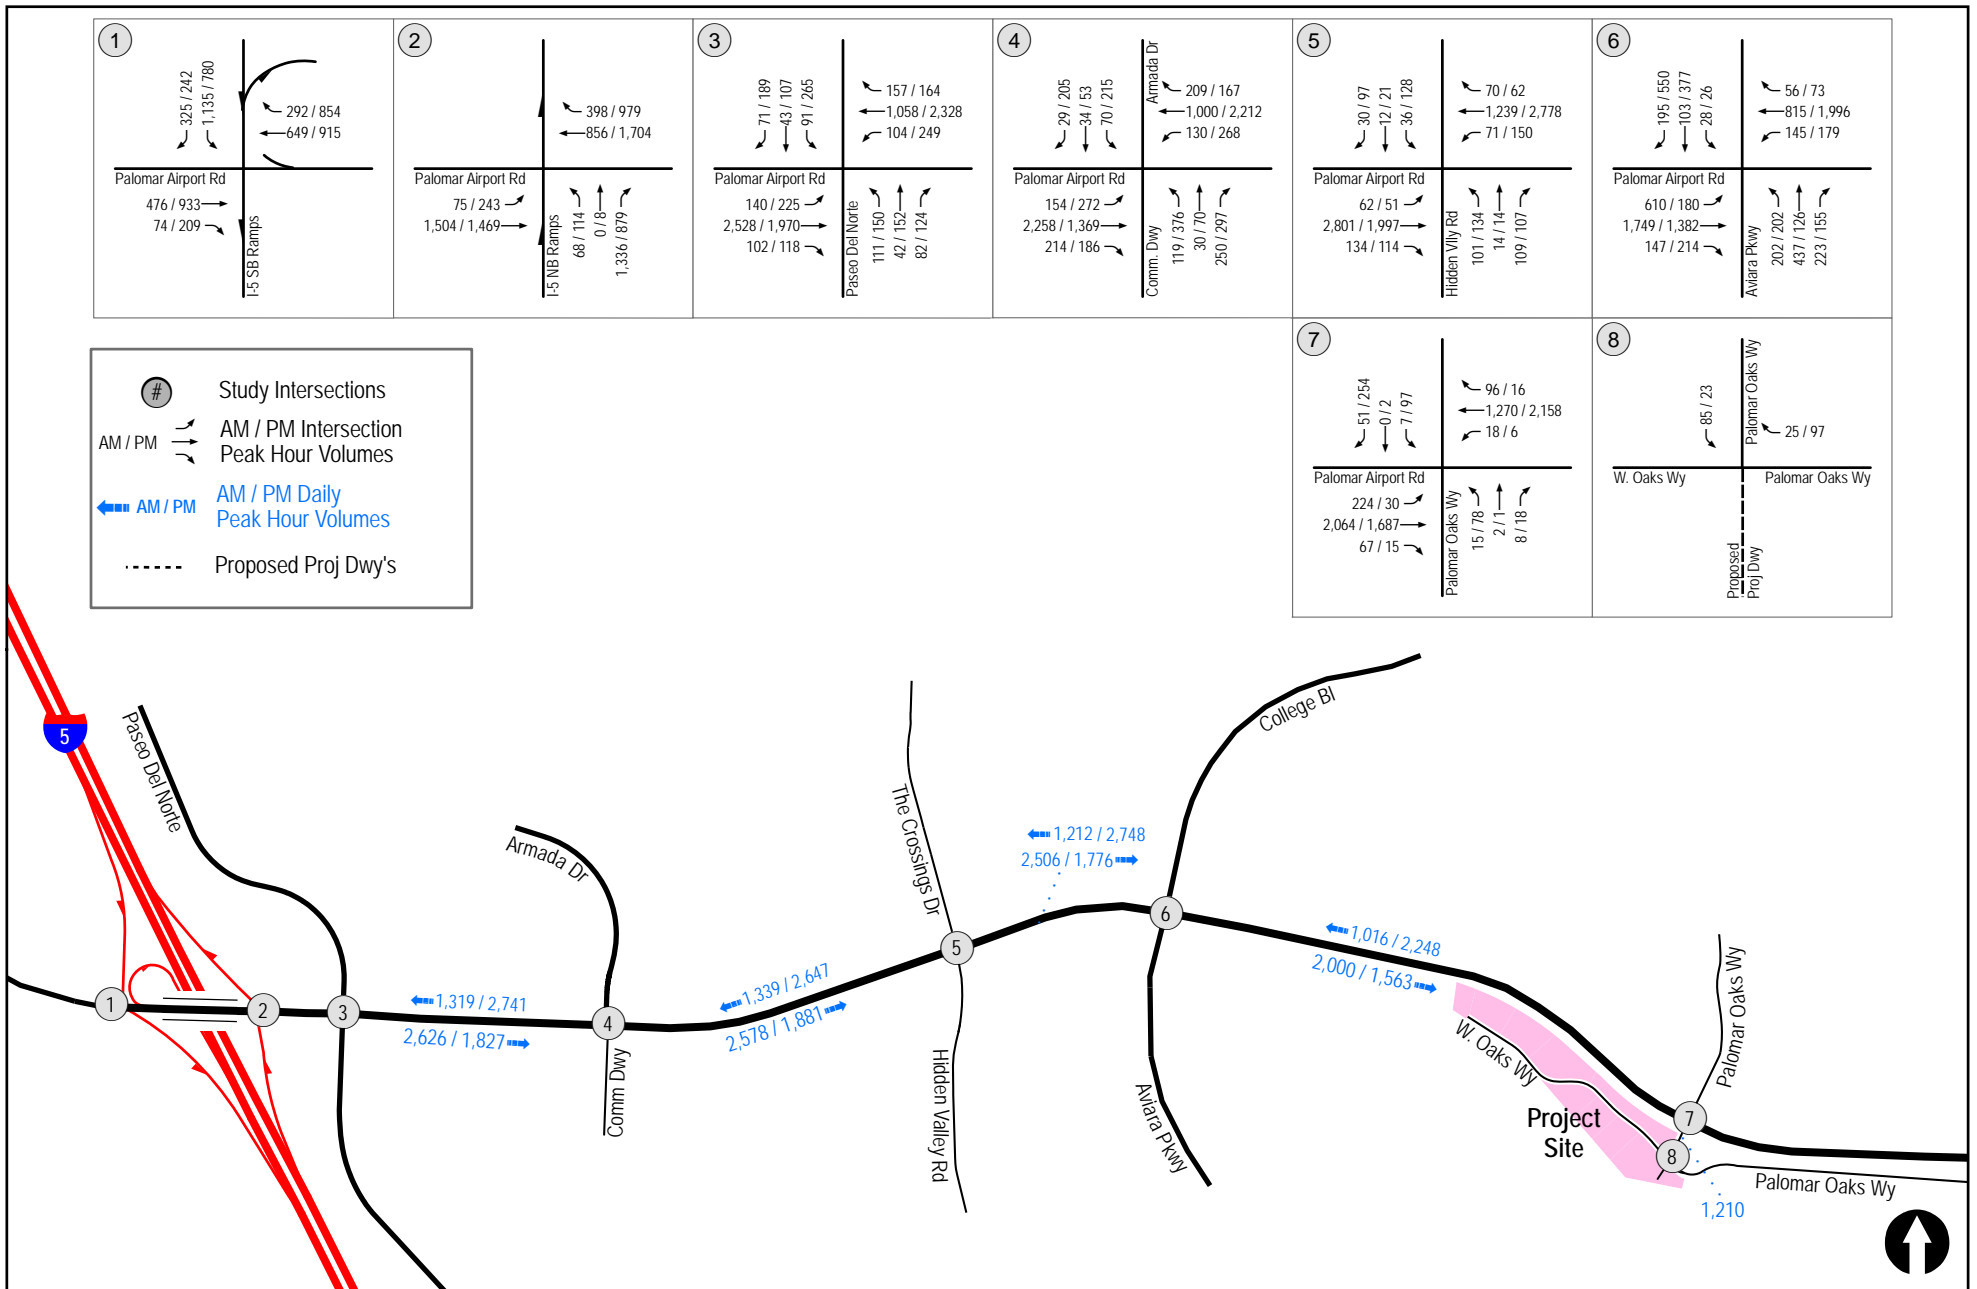 1
325 / 242
1,135 / 780
292 / 854
649 / 915
Palomar Airport Rd
476 / 933
74 / 209
I-5 SB Ramps
2
398 / 979
856 / 1,704
Palomar Airport Rd
75 / 243
1,504 / 1,469
I-5 NB Ramps
68 / 114
0 / 8
1,336 / 879
3
71 / 189
43 / 107
91 / 265
157 / 164
1,058 / 2,328
104 / 249
Palomar Airport Rd
140 / 225
2,528 / 1,970
102 / 118
Paseo Del Norte
111 / 150
42 / 152
82 / 124
4
29 / 205
34 / 53
70 / 215
Armada Dr
209 / 167
1,000 / 2,212
130 / 268
Palomar Airport Rd
154 / 272
2,258 / 1,369
214 / 186
Comm. Dwy
119 / 376
30 / 70
250 / 297
5
30 / 97
12 / 21
36 / 128
70 / 62
1,239 / 2,778
71 / 150
Palomar Airport Rd
62 / 51
2,801 / 1,997
134 / 114
Hidden Vlly Rd
101 / 134
14 / 14
109 / 107
6
195 / 550
103 / 377
28 / 26
56 / 73
815 / 1,996
145 / 179
Palomar Airport Rd
610 / 180
1,749 / 1,382
147 / 214
Aviara Pkwy
202 / 202
437 / 126
223 / 155
7
51 / 254
0 / 2
7 / 97
96 / 16
1,270 / 2,158
18 / 6
Palomar Airport Rd
224 / 30
2,064 / 1,687
67 / 15
Palomar Oaks Wy
15 / 78
2 / 1
8 / 18
8
85 / 23
Palomar Oaks Wy
25 / 97
W. Oaks Wy
Palomar Oaks Wy
Proposed
Proj Dwy
# Study Intersections
AM / PM
AM / PM Intersection
Peak Hour Volumes
AM / PM
AM / PM Daily
Peak Hour Volumes
Proposed Proj Dwy's
5
Paseo Del Norte
Armada Dr
The Crossings Dr
College Bl
1,212 / 2,748
2,506 / 1,776
1,016 / 2,248
2,000 / 1,563
1,339 / 2,647
2,578 / 1,881
1,319 / 2,741
2,626 / 1,827
1
2
3
4
5
6
7
8
Comm Dwy
Hidden Valley Rd
Aviara Pkwy
W. Oaks Wy
Palomar Oaks Wy
Project
Site
Palomar Oaks Wy
1,210